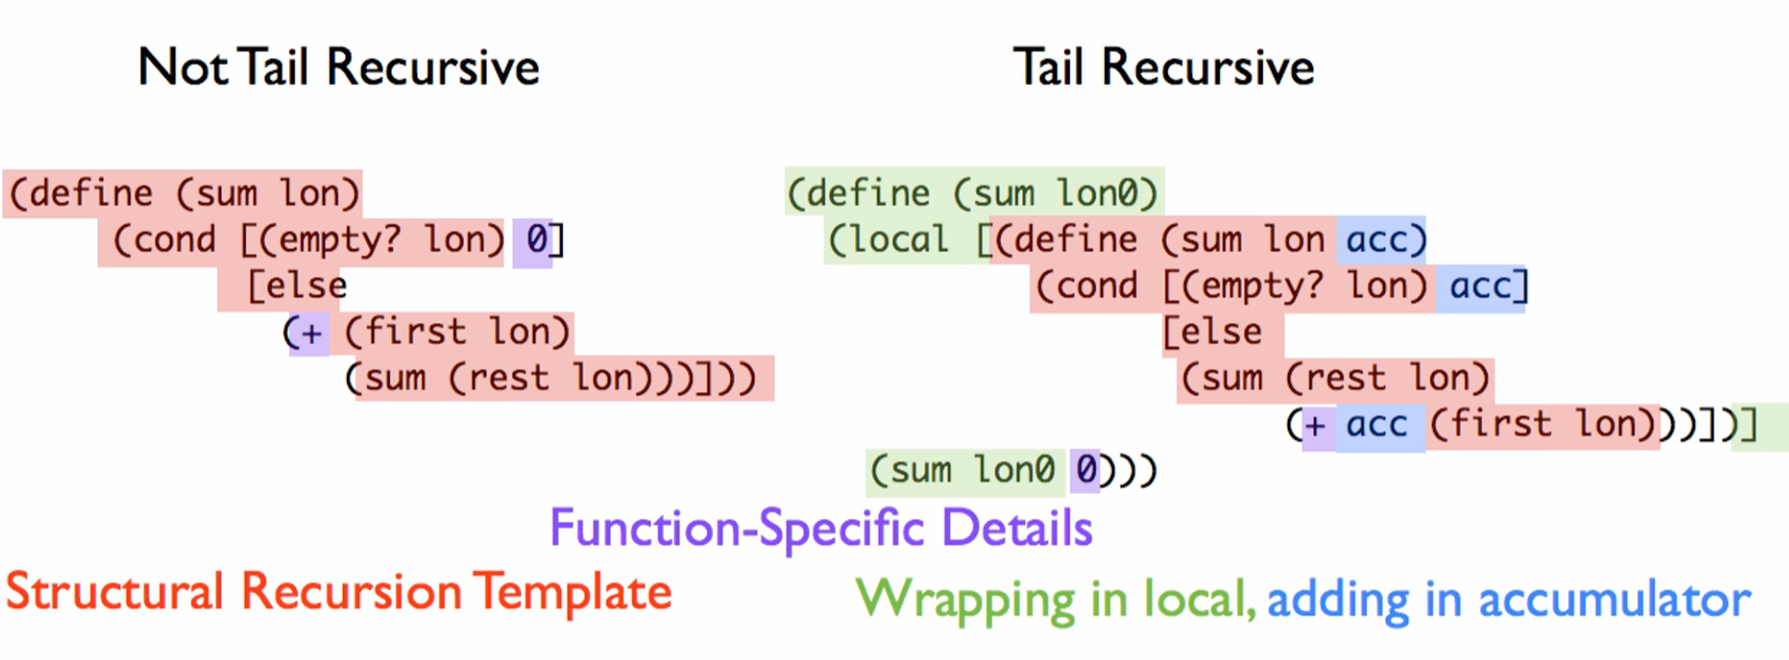 Not Tail Recursive
(define (sum lon)
(cond [(empty? lon) 0]
[else
(+ (first lon)
(sum (rest lon)))]))
Tail Recursive
(define (sum lon0)
(local [(define (sum lon acc)
(cond [(empty? lon) acc]
[else
(sum (rest lon)
(+ acc (first lon)))])]
(sum lon0 0)))
Function-Specific Details
Structural Recursion Template
Wrapping in local, adding in accumulator